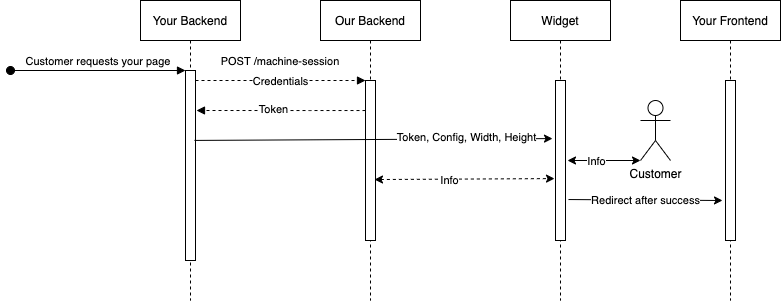 Your Backend
Our Backend
Widget
Your Frontend
Customer requests your page
POST /machine-session
Credentials
Token
Token, Config, Width, Height
Info
Customer
Info
Redirect after success